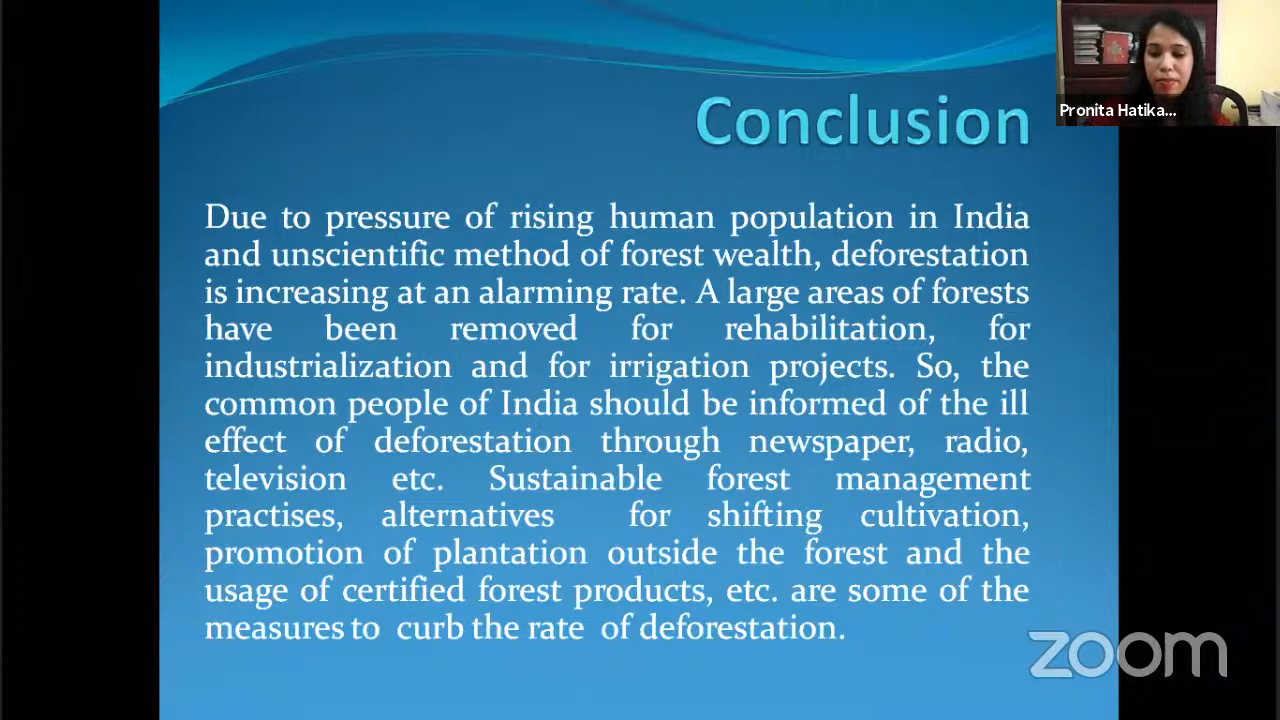 Conclusion
Pronita Hatika...
Due to pressure of rising human population in India
and unscientific method of forest wealth, deforestation
is increasing at an alarming rate. A large areas of forests
have been removed for rehabilitation, for
industrialization and for irrigation projects. So, the
common people of India should be informed of the ill
effect of deforestation through newspaper, radio,
television etc. Sustainable forest management
practises, alternatives for shifting cultivation,
promotion of plantation outside the forest and the
usage of certified forest products, etc. are some of the
measures to curb the rate of deforestation.
zoom